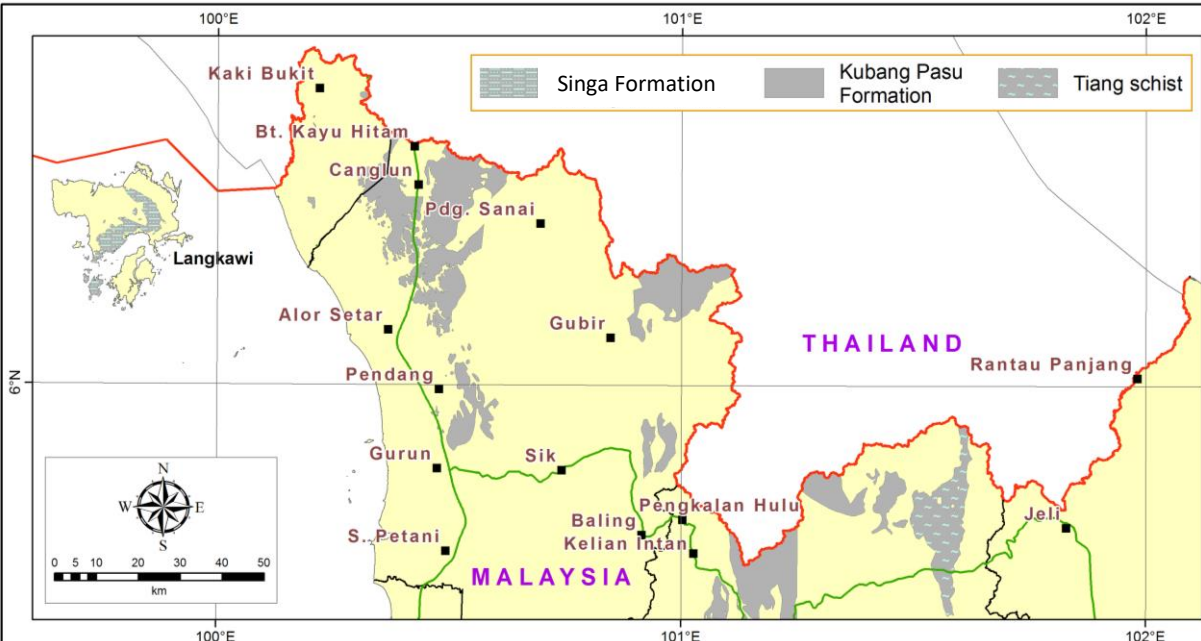 100°E
101°E
102°E
Singa Formation
Kubang Pasu
Formation
Tiang schist
Kaki Bukit
Bt. Kayu Hitam
Canglun
Pdg. Sanai
Langkawi
Alor Setar
Gubir
THAILAND
Rantau Panjang
6°N
6°N
Pendang
Gurun
Sik
Pengkalan Hulu
Jeli
Baling
Kelian Intan
S. Petani
MALAYSIA
N
W
E
S
0 5 10 20 30 40 50
km
100°E
101°E
102°E